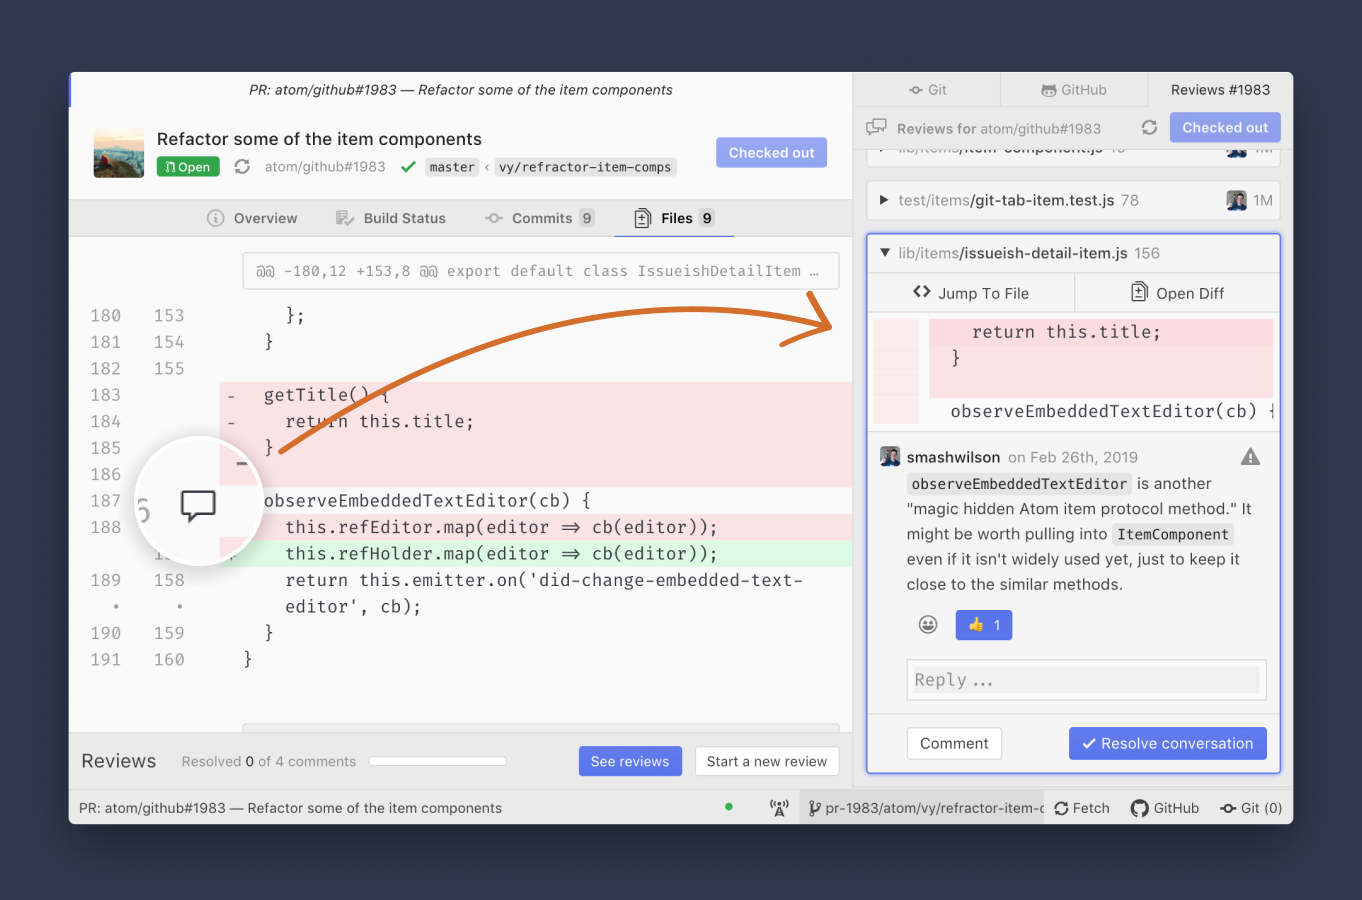 PR: atom/github#1983 — Refactor some of the item components
Refactor some of the item components
Open
atom/github#1983
master
‹
vy/refractor-item-comps
Checked out
Overview
Build Status
Commits 9
Files 9
@@ -180,12 +153,8 @@ export default class IssueishDetailItem …
180 153 };
181 154 }
182 155
183 - getTitle() {
184 - return this.title;
185 }
186 -
187 observeEmbeddedTextEditor(cb) {
188 this.refEditor.map(editor => cb(editor));
this.refHolder.map(editor => cb(editor));
189 158 return this.emitter.on('did-change-embedded-text-
• • editor', cb);
190 159 }
191 160 }
Reviews
Resolved 0 of 4 comments
See reviews
Start a new review
Git
GitHub
Reviews #1983
Reviews for atom/github#1983
Checked out
lib/items/item-component.js
1M
▶ test/items/git-tab-item.test.js 78
1M
▼ lib/items/issueish-detail-item.js 156
<> Jump To File
Open Diff
return this.title;
}
observeEmbeddedTextEditor(cb) {
smashwilson on Feb 26th, 2019
observeEmbeddedTextEditor is another
"magic hidden Atom item protocol method." It
might be worth pulling into ItemComponent
even if it isn't widely used yet, just to keep it
close to the similar methods.
👍 1
Reply...
Comment
Resolve conversation
PR: atom/github#1983 — Refactor some of the item components
pr-1983/atom/vy/refractor-item-c
Fetch
GitHub
Git (0)